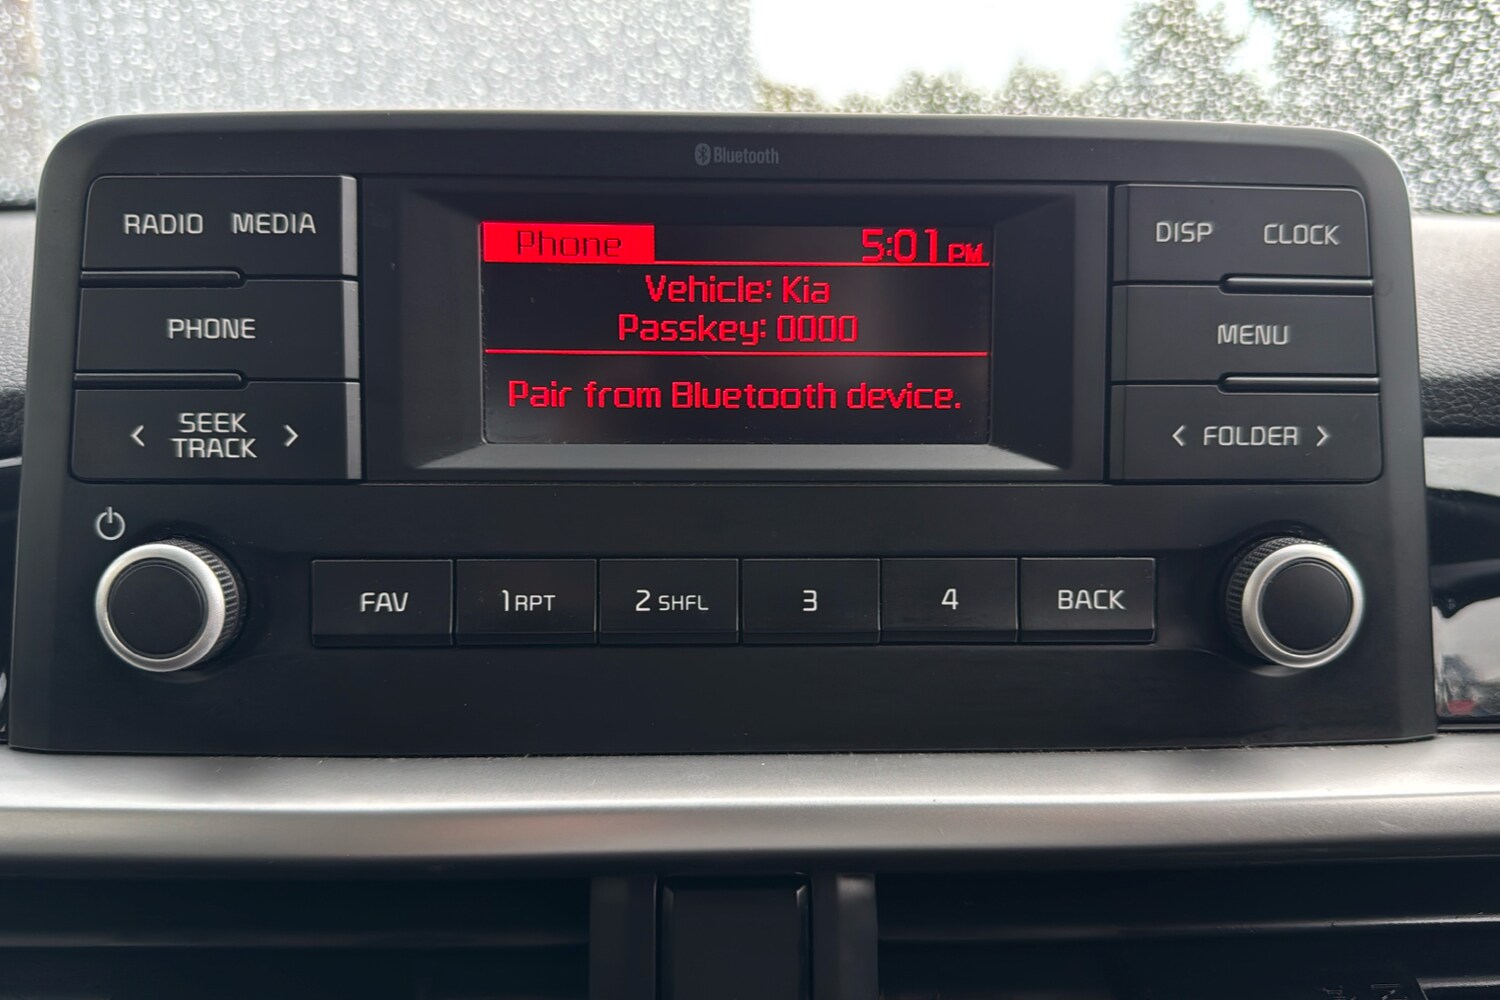 Bluetooth
RADIO MEDIA
PHONE
< SEEK TRACK >
Phone 5:01 PM
Vehicle: Kia
Passkey: 0000
Pair from Bluetooth device.
DISP CLOCK
MENU
< FOLDER >
FAV 1 RPT 2 SHFL 3 4 BACK